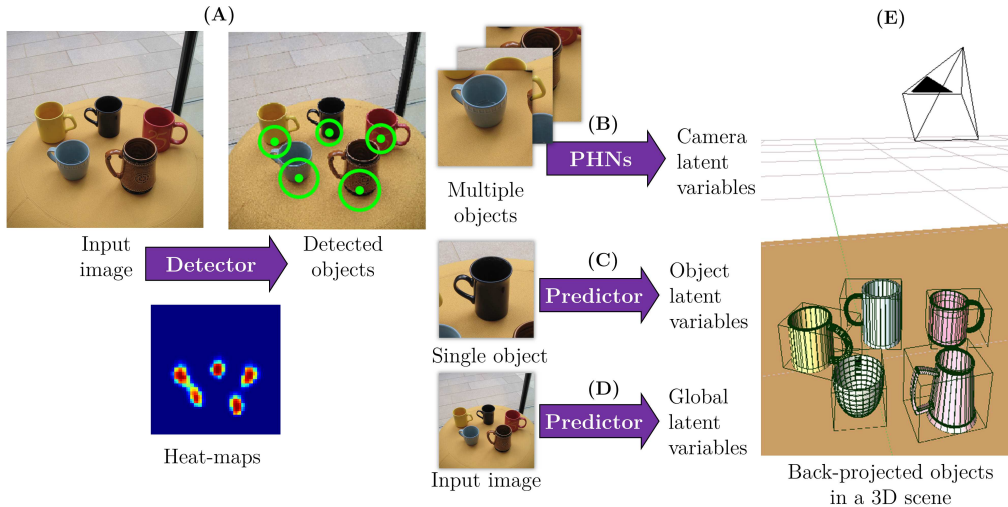 (A)
Input
image
Detector
Detected
objects
Heat-maps
Multiple
objects
(B)
PHNs
Camera
latent
variables
Single object
(C)
Predictor
Object
latent
variables
Input image
(D)
Predictor
Global
latent
variables
(E)
Back-projected objects
in a 3D scene